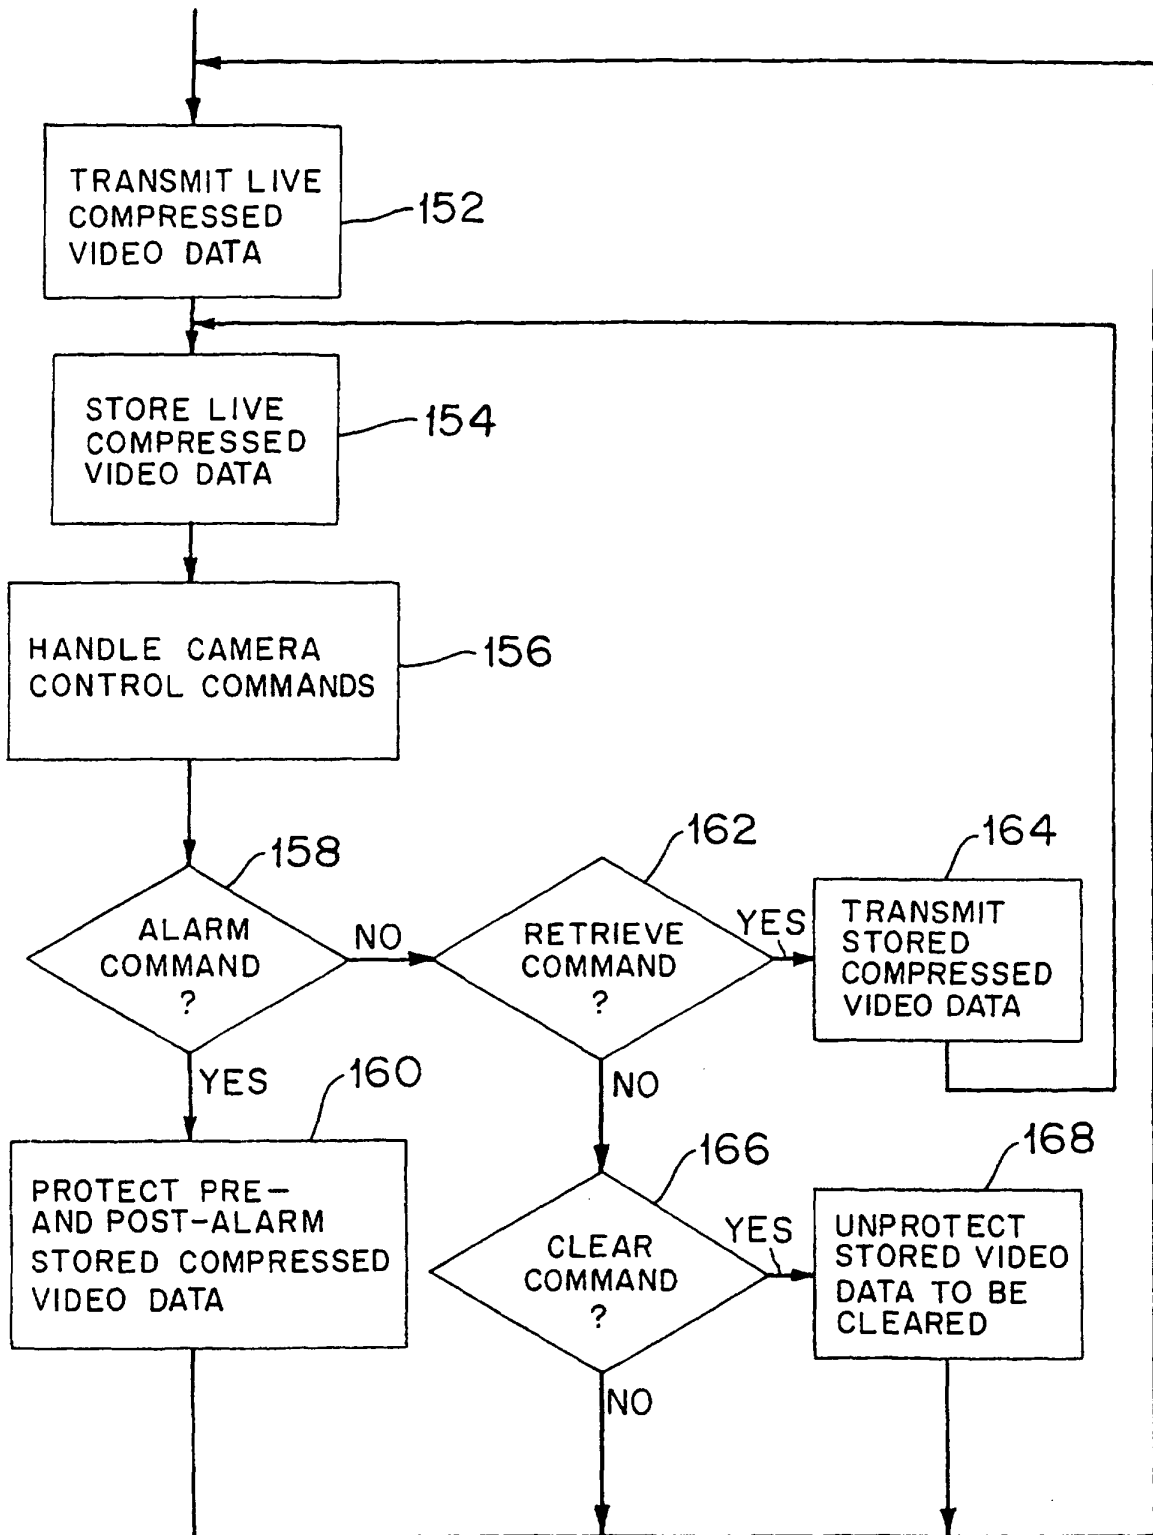 TRANSMIT LIVE
COMPRESSED
VIDEO DATA
152
STORE LIVE
COMPRESSED
VIDEO DATA
154
HANDLE CAMERA
CONTROL COMMANDS
156
158
ALARM
COMMAND
?
NO
YES
162
RETRIEVE
COMMAND
?
YES
NO
164
TRANSMIT
STORED
COMPRESSED
VIDEO DATA
160
PROTECT PRE-
AND POST-ALARM
STORED COMPRESSED
VIDEO DATA
166
CLEAR
COMMAND
?
YES
NO
168
UNPROTECT
STORED VIDEO
DATA TO BE
CLEARED